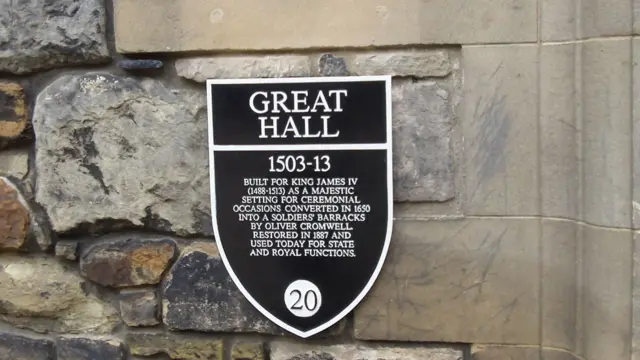 GREAT
HALL
1503-13
BUILT FOR KING JAMES IV
(1488-1513) AS A MAJESTIC
SETTING FOR CEREMONIAL
OCCASIONS CONVERTED IN 1650
INTO A SOLDIERS' BARRACKS
BY OLIVER CROMWELL.
RESTORED IN 1887 AND
USED TODAY FOR STATE
AND ROYAL FUNCTIONS.
20